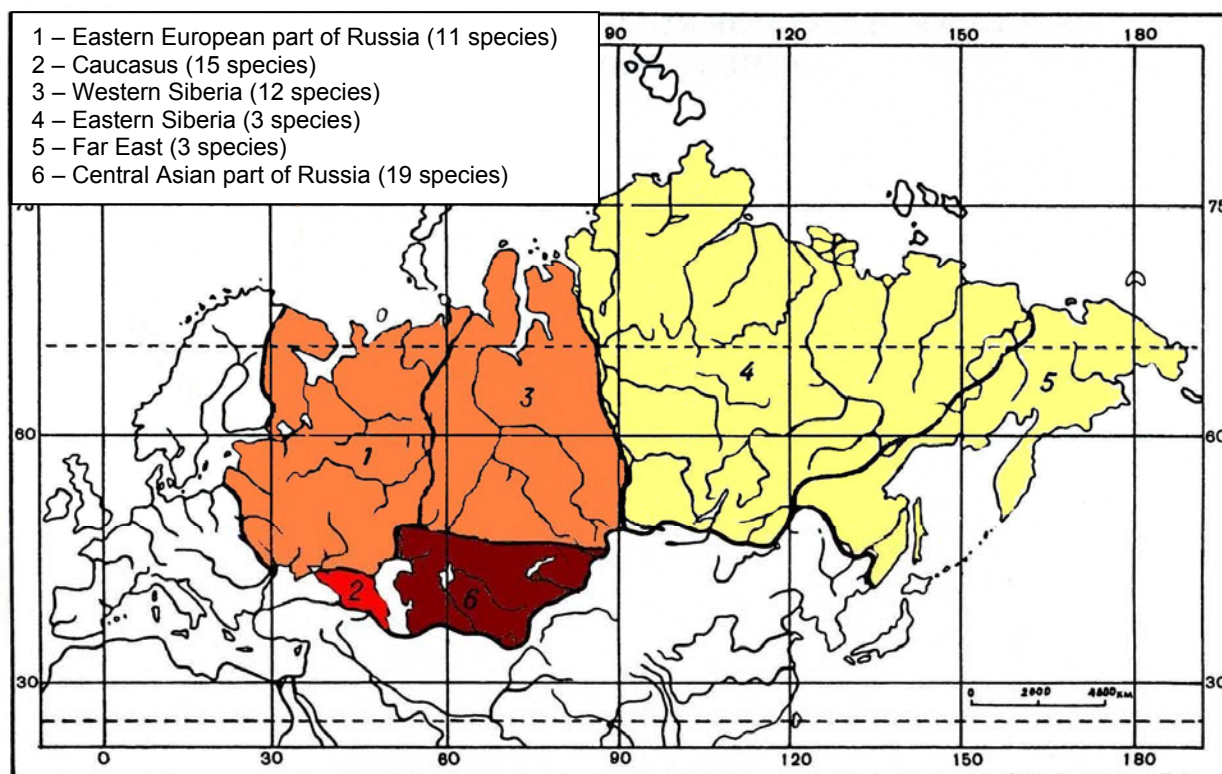 1 – Eastern European part of Russia (11 species)
2 – Caucasus (15 species)
3 – Western Siberia (12 species)
4 – Eastern Siberia (3 species)
5 – Far East (3 species)
6 – Central Asian part of Russia (19 species)
90 120 150 180
75 75
3 4 5
60 60
1
2 6
30 30
0 2000 4000 КМ.
0 30 60 90 120 150 180